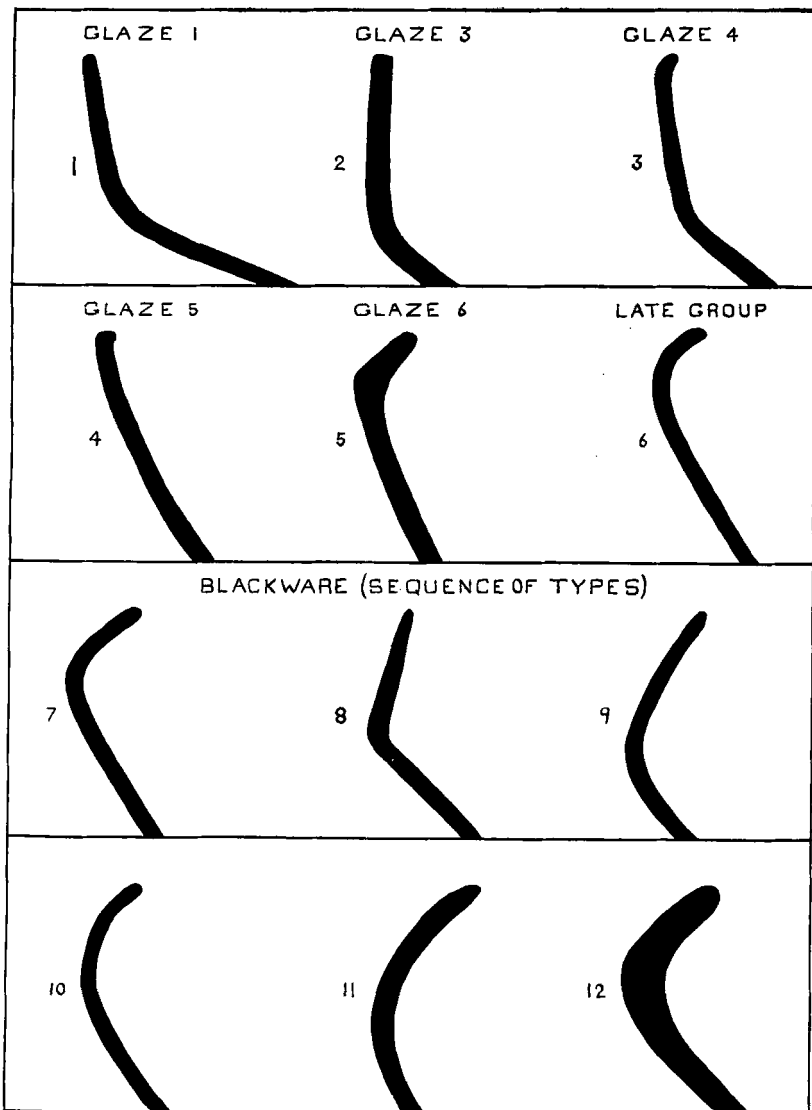 GLAZE 1 GLAZE 3 GLAZE 4
1 2 3
GLAZE 5 GLAZE 6 LATE GROUP
4 5 6
BLACKWARE (SEQUENCE OF TYPES)
7 8 9
10 11 12